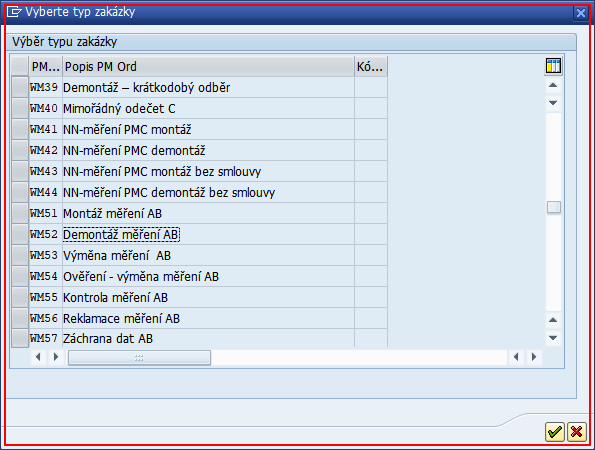 Vyberte typ zakázky
Výběr typu zakázky
PM... Popis PM Ord Kó...
WM39 Demontáž – krátkodobý odběr
WM40 Mimořádný odečet C
WM41 NN-měření PMC montáž
WM42 NN-měření PMC demontáž
WM43 NN-měření PMC montáž bez smlouvy
WM44 NN-měření PMC demontáž bez smlouvy
WM51 Montáž měření AB
WM52 Demontáž měření AB
WM53 Výměna měření  AB
WM54 Ověření - výměna měření AB
WM55 Kontrola měření AB
WM56 Reklamace měření AB
WM57 Záchrana dat AB